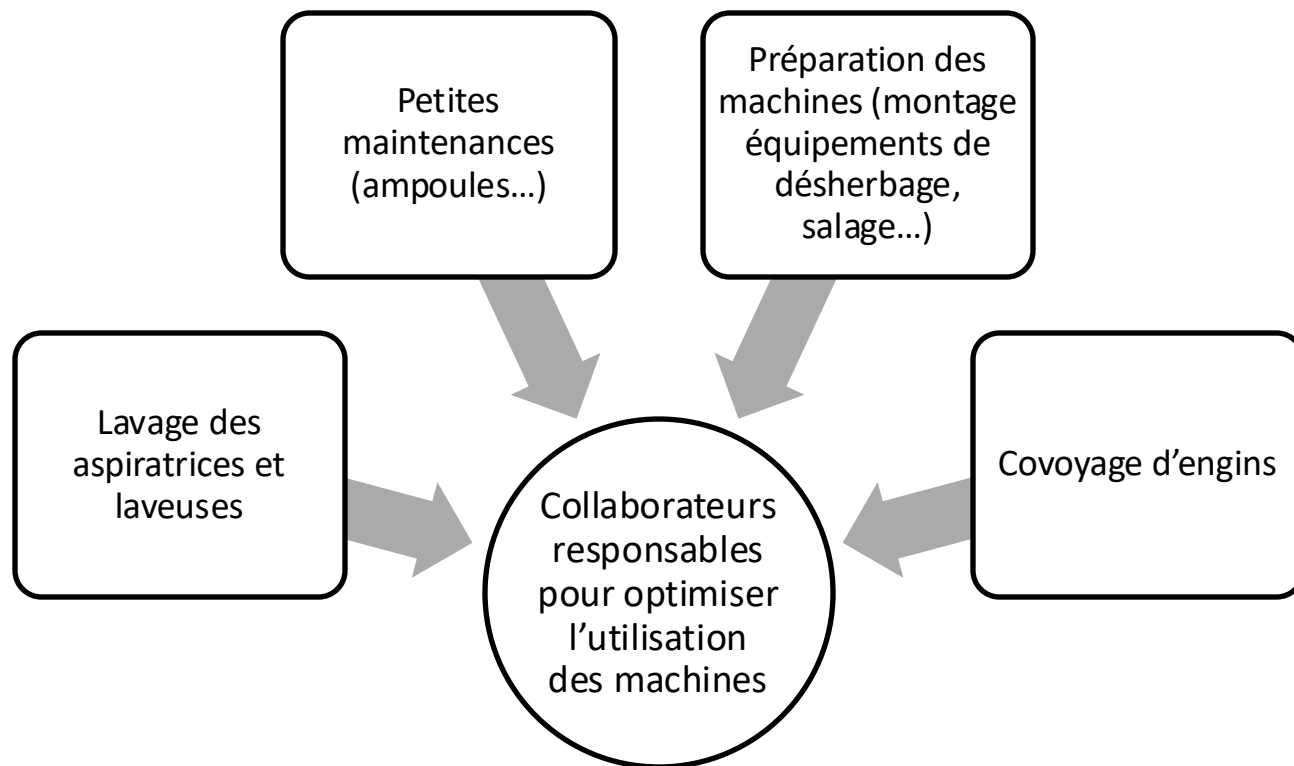 Petites
maintenances
(ampoules…)
Préparation des
machines (montage
équipements de
désherbage,
salage…)
Lavage des
aspiratrices et
laveuses
Covoyage d’engins
Collaborateurs
responsables
pour optimiser
l’utilisation
des machines